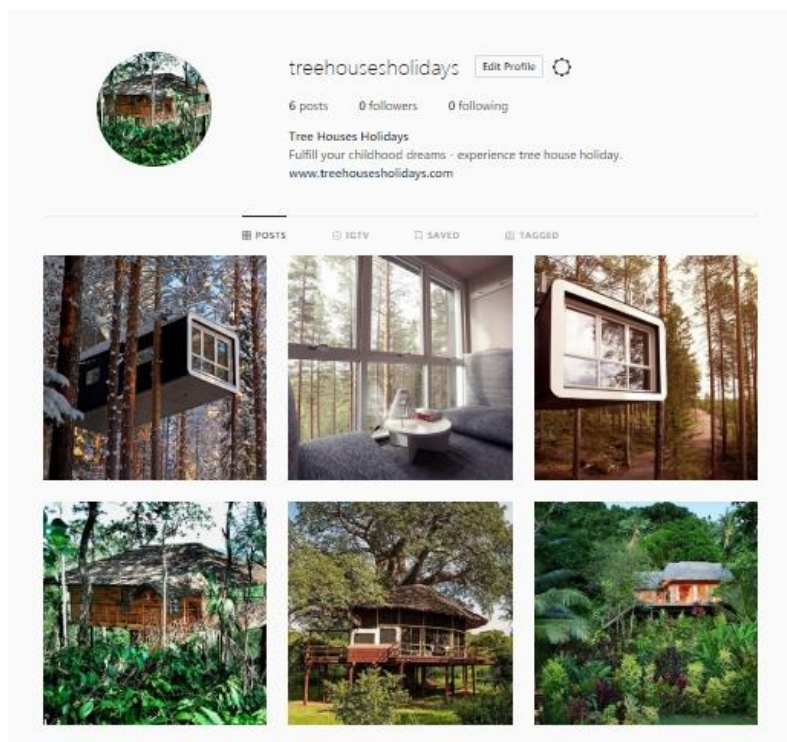 treehousesholidays Edit Profile
6 posts 0 followers 0 following
Tree Houses Holidays
Fulfill your childhood dreams - experience tree house holiday.
www.treehousesholidays.com
POSTS IGTV SAVED TAGGED